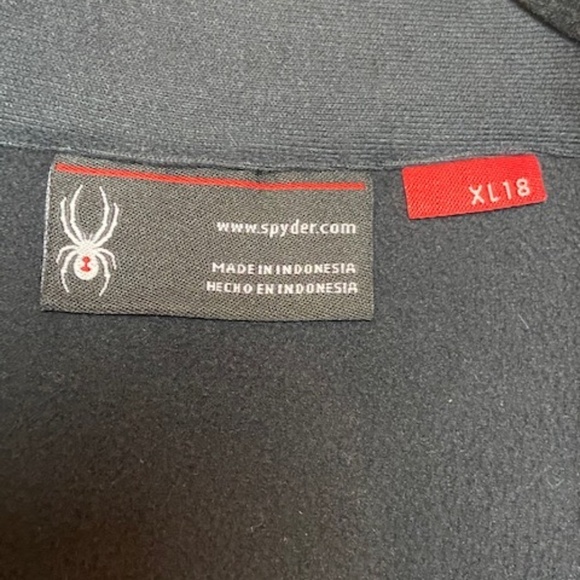 www.spyder.com
MADE IN INDONESIA
HECHO EN INDONESIA
XL18